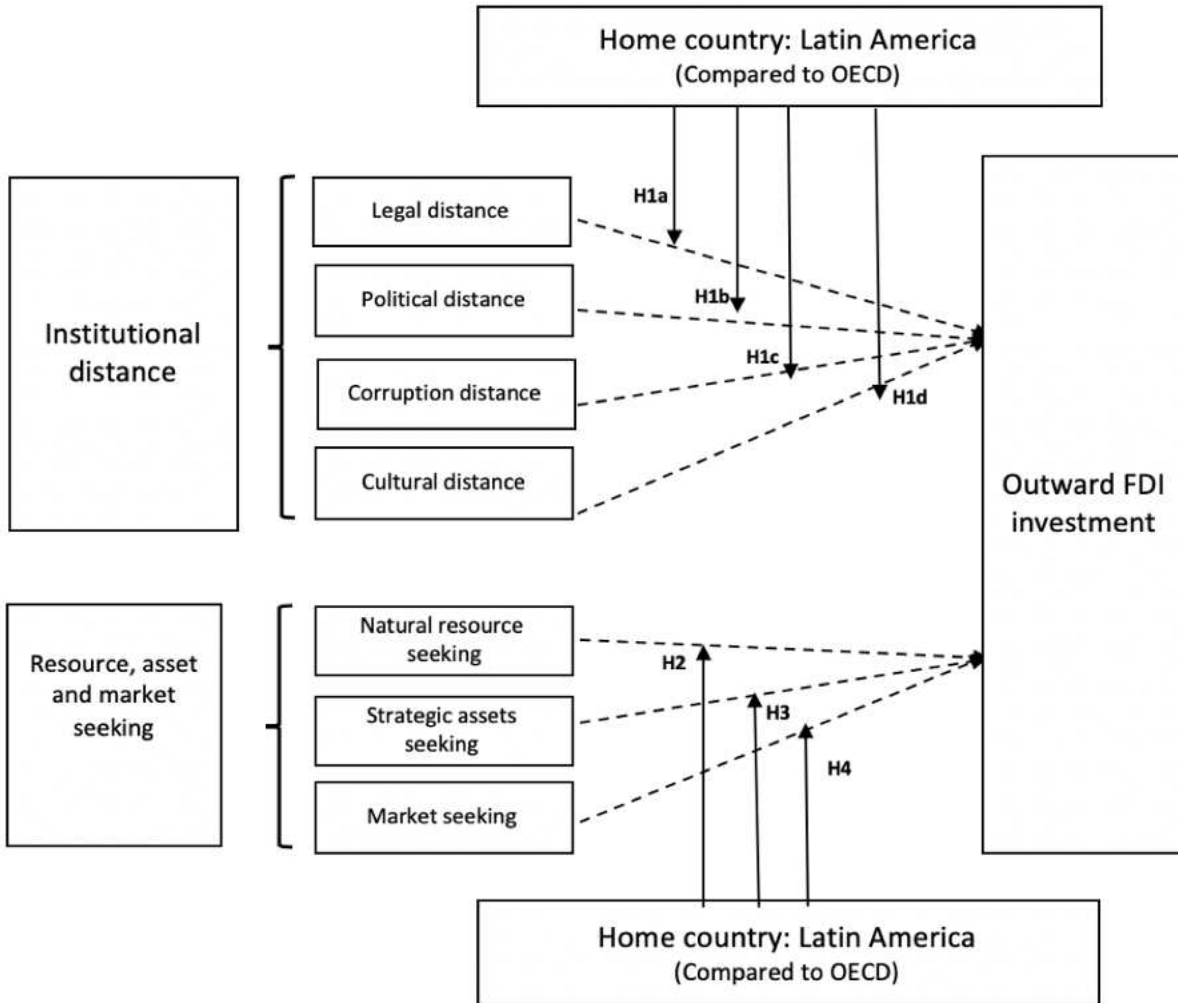 Home country: Latin America
(Compared to OECD)
Institutional
distance
Legal distance
Political distance
Corruption distance
Cultural distance
H1a
H1b
H1c
H1d
Outward FDI
investment
Resource, asset
and market
seeking
Natural resource
seeking
Strategic assets
seeking
Market seeking
H2
H3
H4
Home country: Latin America
(Compared to OECD)